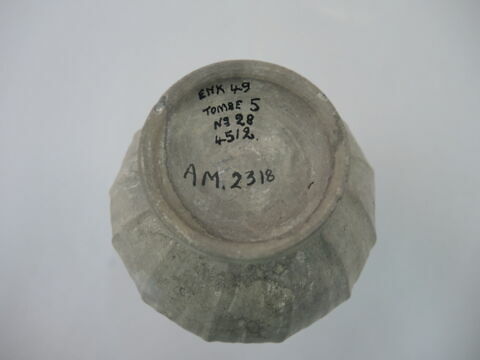 ENK 49
TOMBE 5
No 28
4512.
AM. 2318